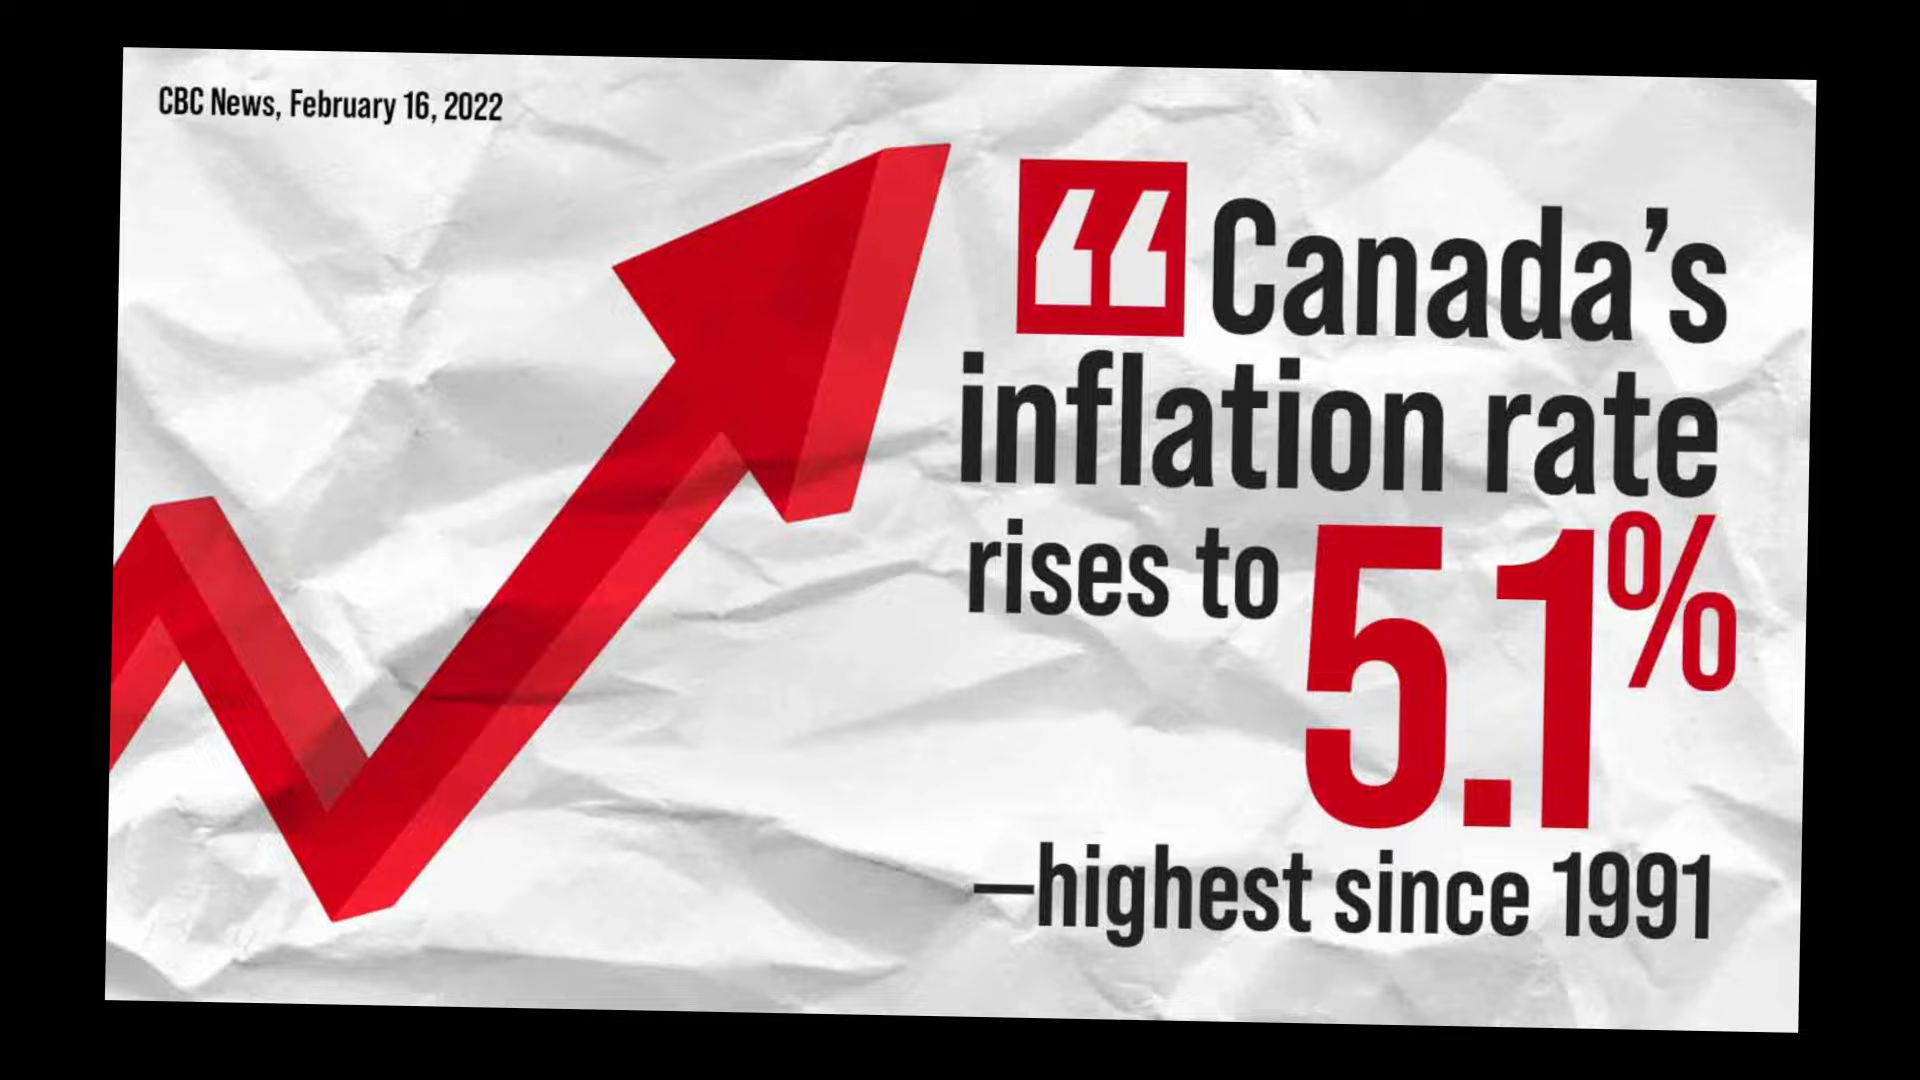 CBC News, February 16, 2022
“Canada’s
inflation rate
rises to 5.1%
–highest since 1991